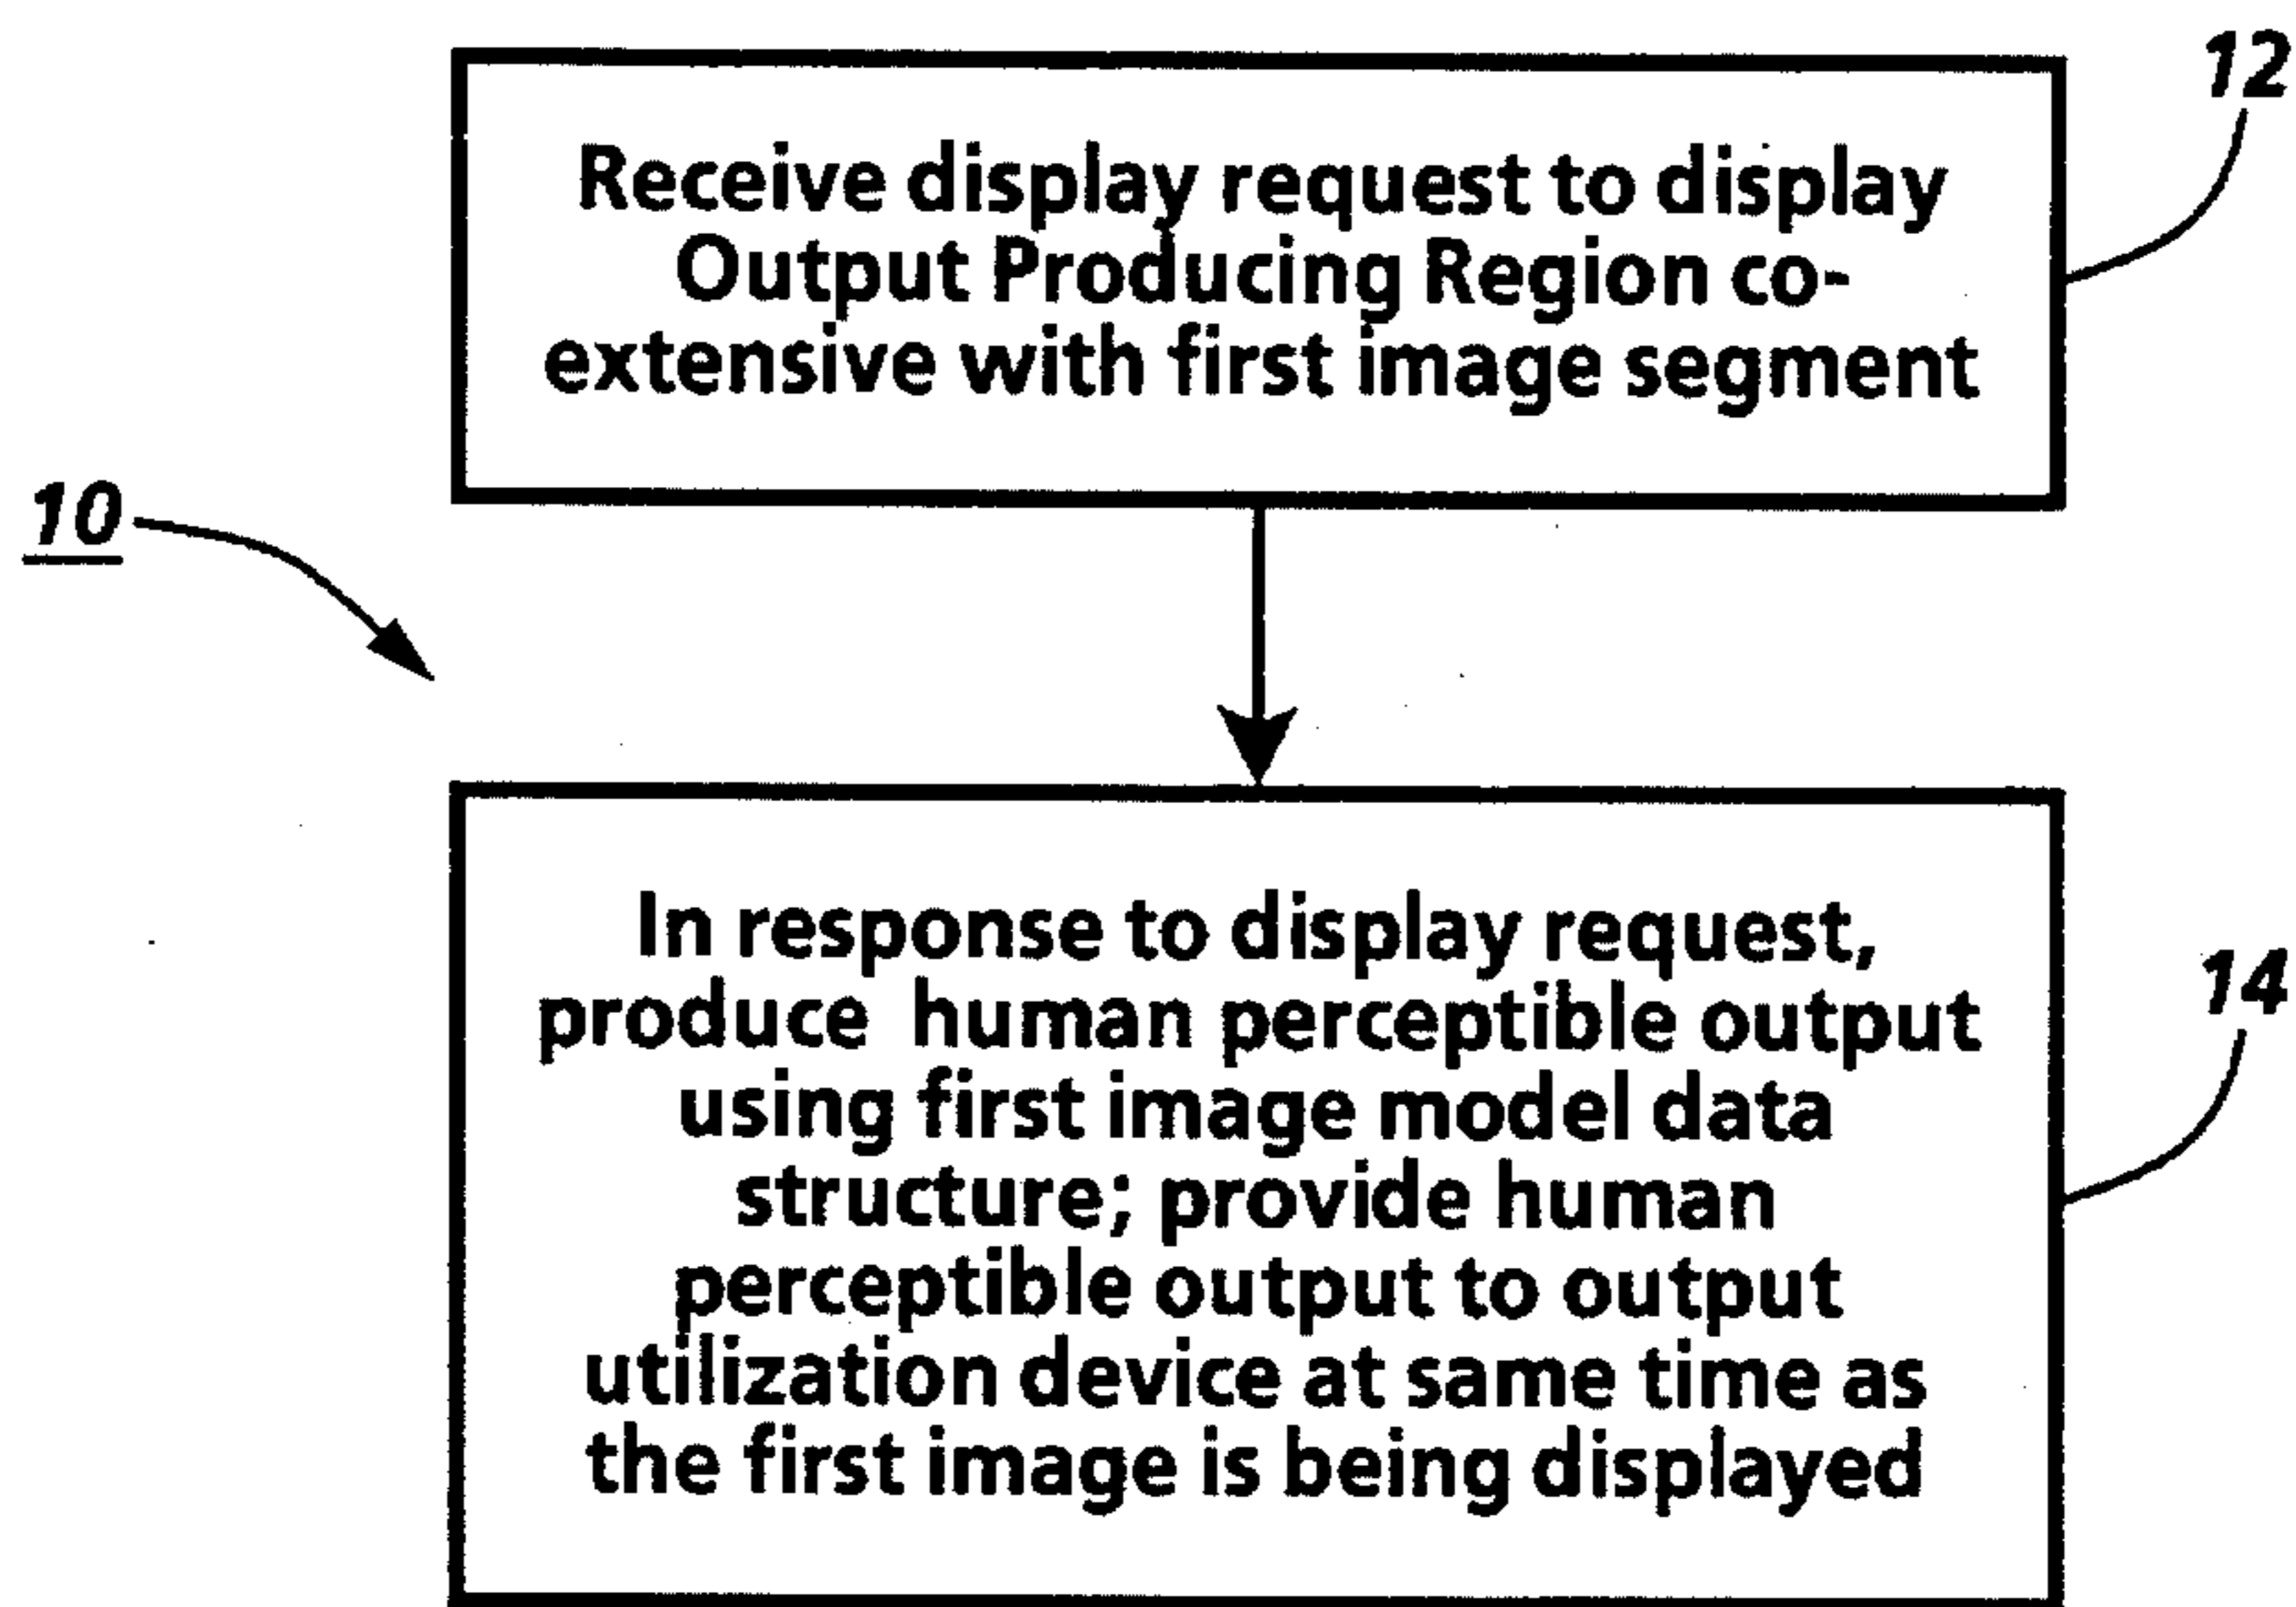 12
Receive display request to display
Output Producing Region co-
extensive with first image segment
10
In response to display request,
produce human perceptible output
using first image model data
structure; provide human
perceptible output to output
utilization device at same time as
the first image is being displayed
14